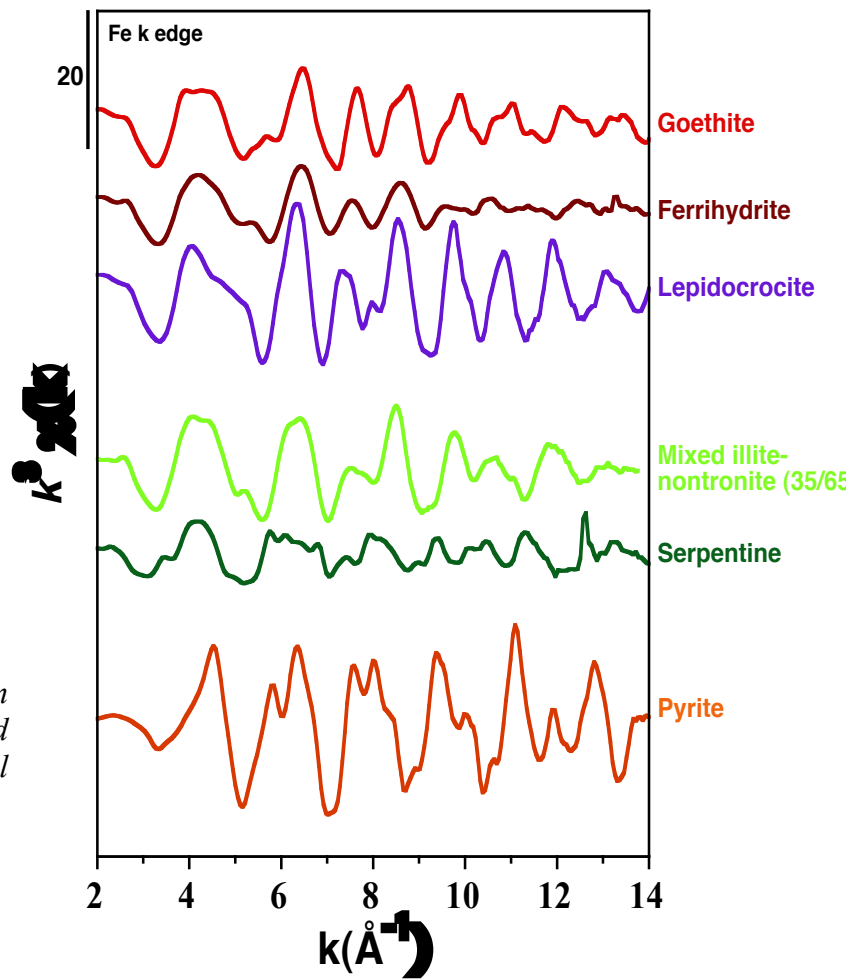 Fe k edge
20
Goethite
Ferrihydrite
Lepidocrocite
Mixed illite-
nontronite (35/65
Serpentine
n
d
l
Pyrite
2 4 6 8 10 12 14
k(Å⁻¹)